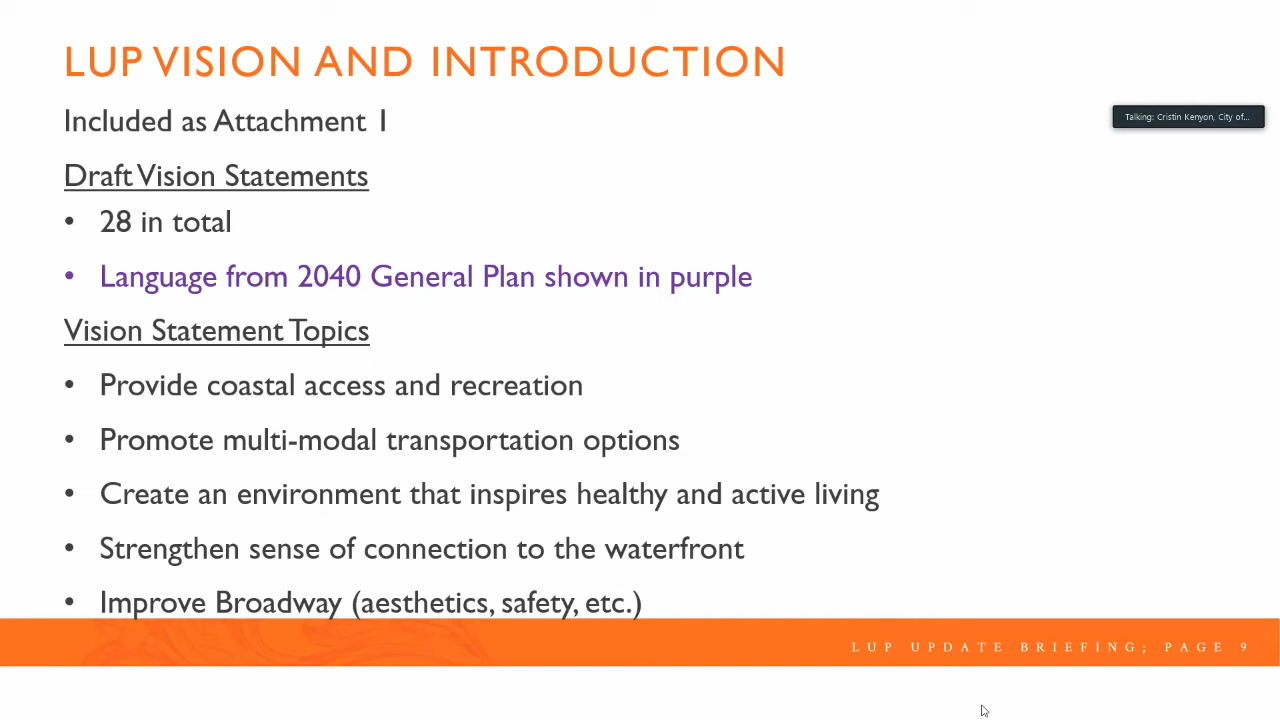 LUP VISION AND INTRODUCTION
Included as Attachment 1
Talking: Cristin Kenyon, City of...
Draft Vision Statements
• 28 in total
• Language from 2040 General Plan shown in purple
Vision Statement Topics
• Provide coastal access and recreation
• Promote multi-modal transportation options
• Create an environment that inspires healthy and active living
• Strengthen sense of connection to the waterfront
• Improve Broadway (aesthetics, safety, etc.)
LUP UPDATE BRIEFING; PAGE 9